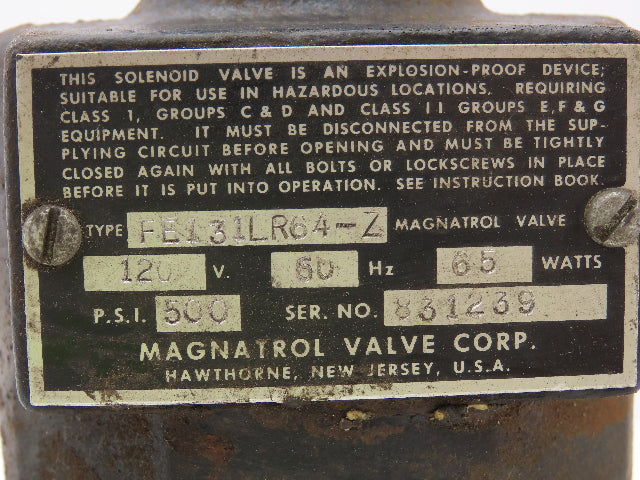 THIS SOLENOID VALVE IS AN EXPLOSION-PROOF DEVICE;
SUITABLE FOR USE IN HAZARDOUS LOCATIONS. REQUIRING
CLASS 1, GROUPS C & D AND CLASS II GROUPS E,F & G
EQUIPMENT. IT MUST BE DISCONNECTED FROM THE SUP-
PLYING CIRCUIT BEFORE OPENING AND MUST BE TIGHTLY
CLOSED AGAIN WITH ALL BOLTS OR LOCKSCREWS IN PLACE
BEFORE IT IS PUT INTO OPERATION. SEE INSTRUCTION BOOK.
TYPE FE131LR64-Z MAGNATROL VALVE
120 V. 60 Hz 65 WATTS
P.S.I. 500 SER. NO. 831239
MAGNATROL VALVE CORP.
HAWTHORNE, NEW JERSEY, U.S.A.